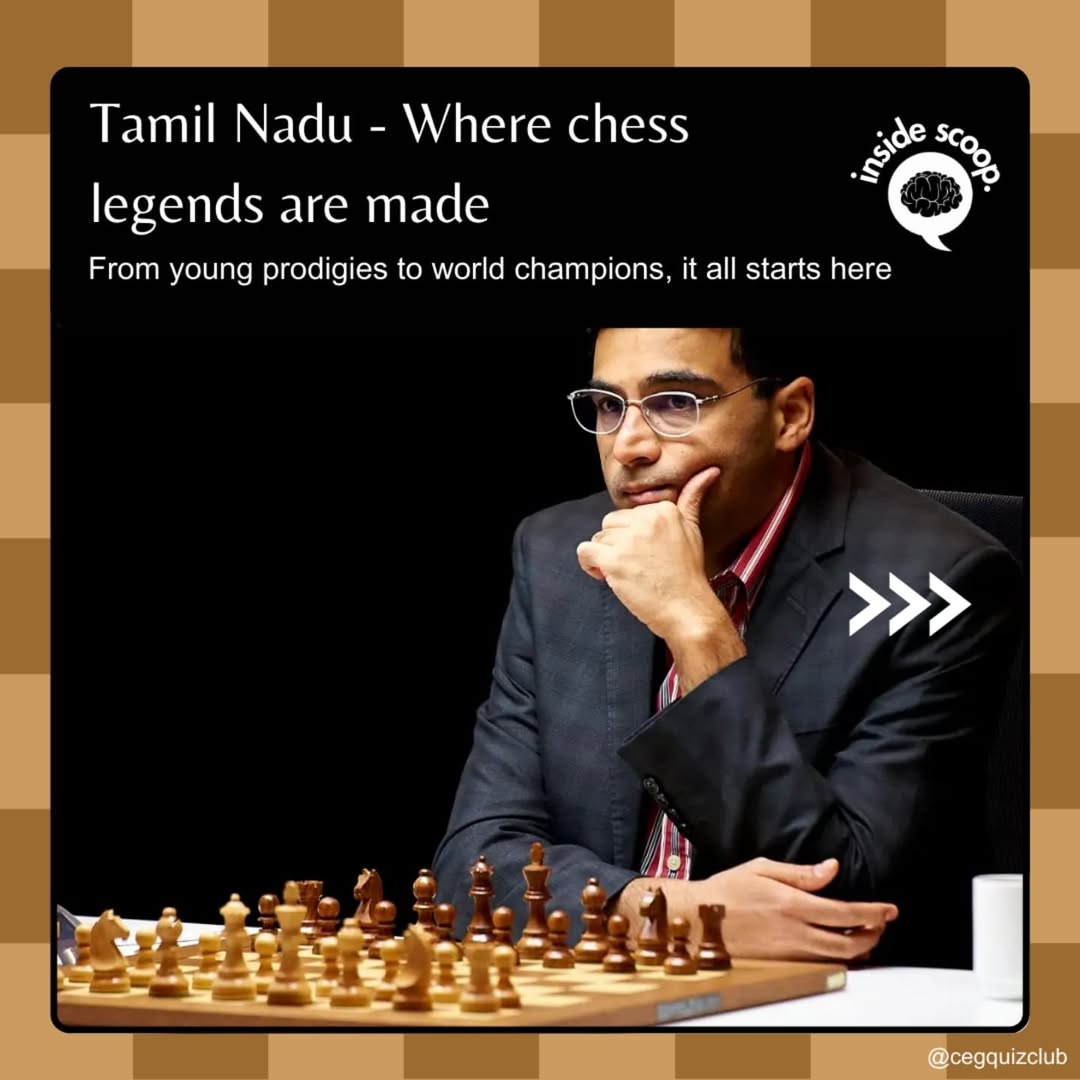 Tamil Nadu - Where chess
legends are made
inside scoop.
From young prodigies to world champions, it all starts here
@cegquizclub